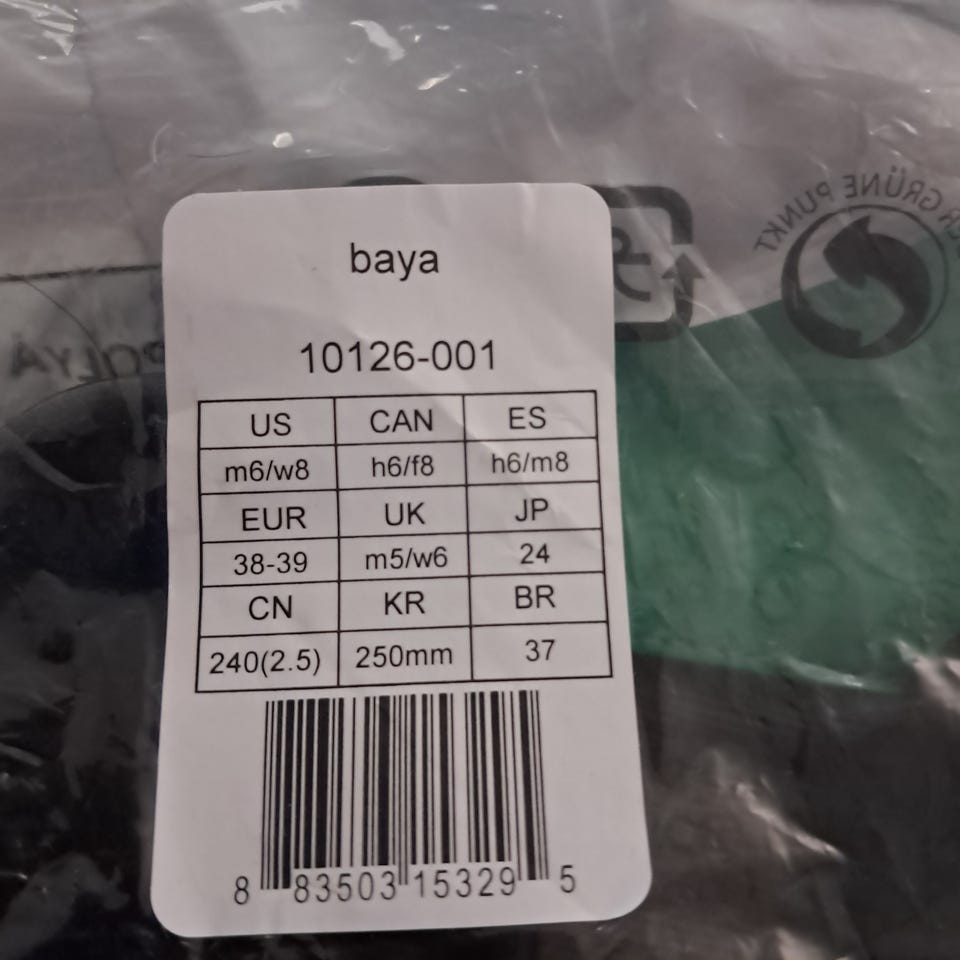 baya
10126-001
US CAN ES
m6/w8 h6/f8 h6/m8
EUR UK JP
38-39 m5/w6 24
CN KR BR
240(2.5) 250mm 37
8 83503 15329 5
GRÜNE PUNKT